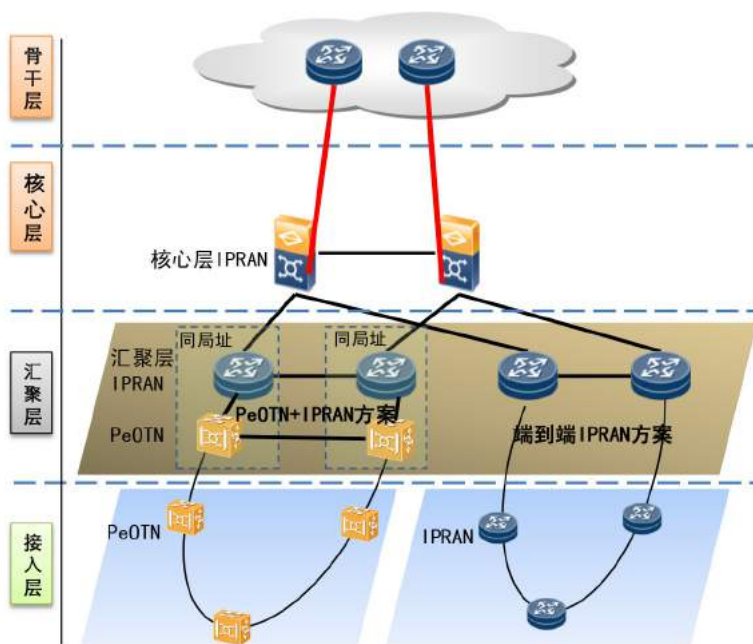 骨干层
核心层
核心层IPRAN
汇聚层
同局址
同局址
汇聚层
IPRAN
PeOTN+IPRAN方案
PeOTN
端到端IPRAN方案
接入层
PeOTN
IPRAN